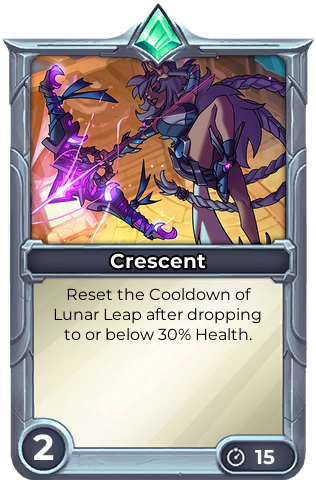 Crescent
Reset the Cooldown of
Lunar Leap after dropping
to or below 30% Health.
2
15